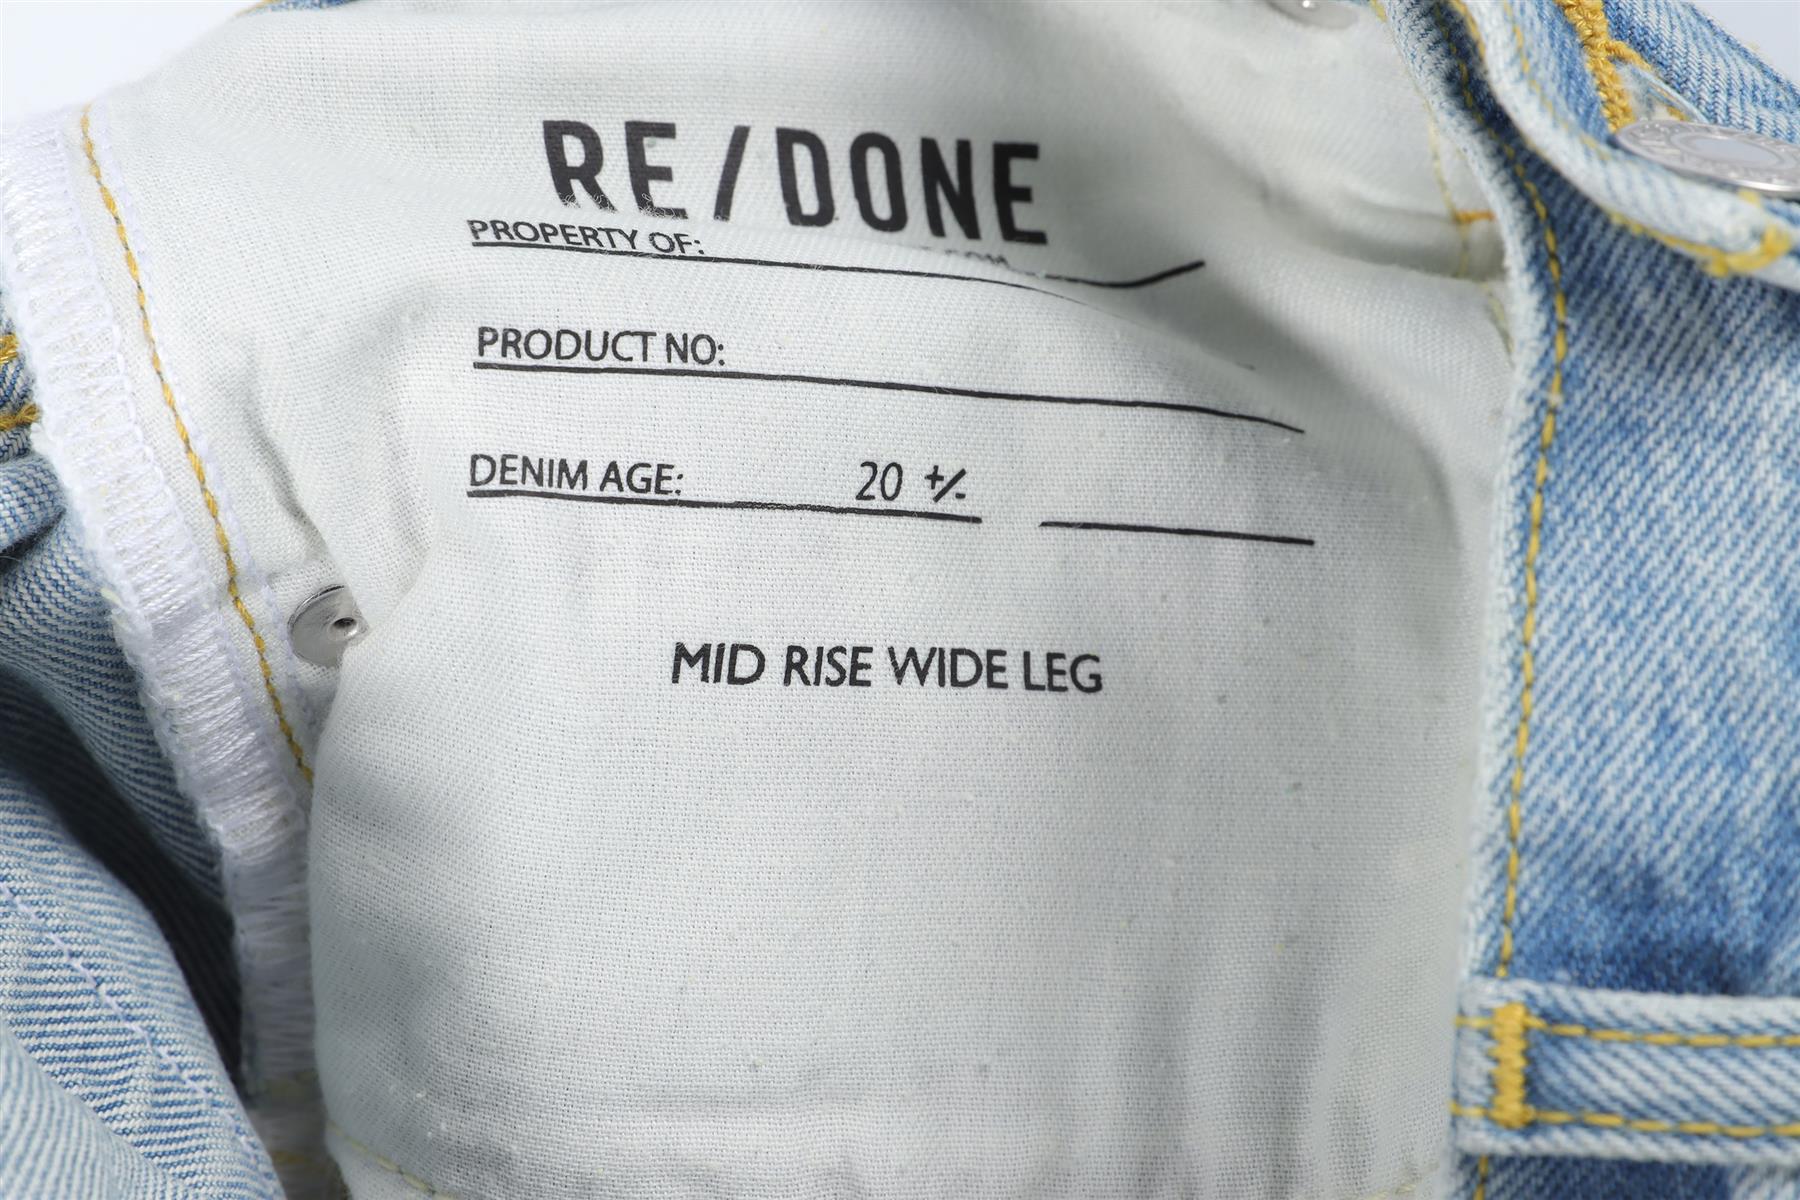 RE/DONE
PROPERTY OF:
PRODUCT NO:
DENIM AGE: 20 +/-
MID RISE WIDE LEG